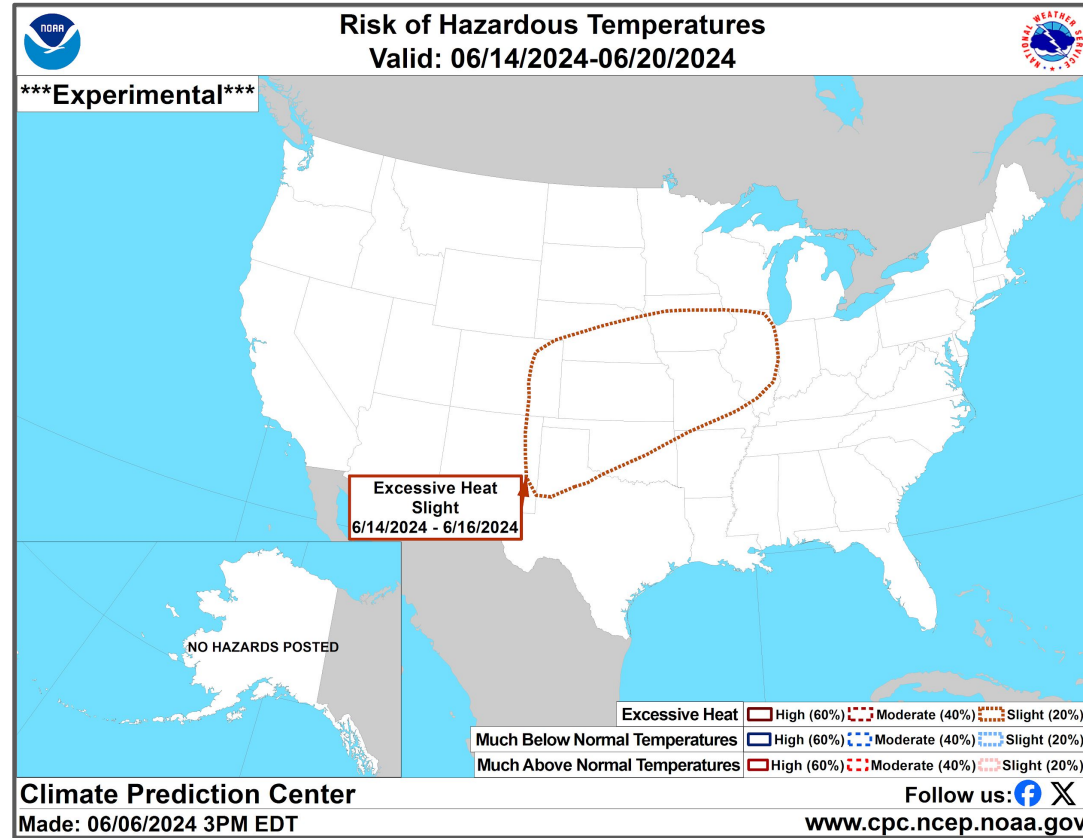 NOAA
Risk of Hazardous Temperatures
Valid: 06/14/2024-06/20/2024
NATIONAL WEATHER SERVICE
***Experimental***
Excessive Heat
Slight
6/14/2024 - 6/16/2024
NO HAZARDS POSTED
Excessive Heat High (60%) Moderate (40%) Slight (20%)
Much Below Normal Temperatures High (60%) Moderate (40%) Slight (20%)
Much Above Normal Temperatures High (60%) Moderate (40%) Slight (20%)
Climate Prediction Center
Follow us:
Made: 06/06/2024 3PM EDT
www.cpc.ncep.noaa.gov